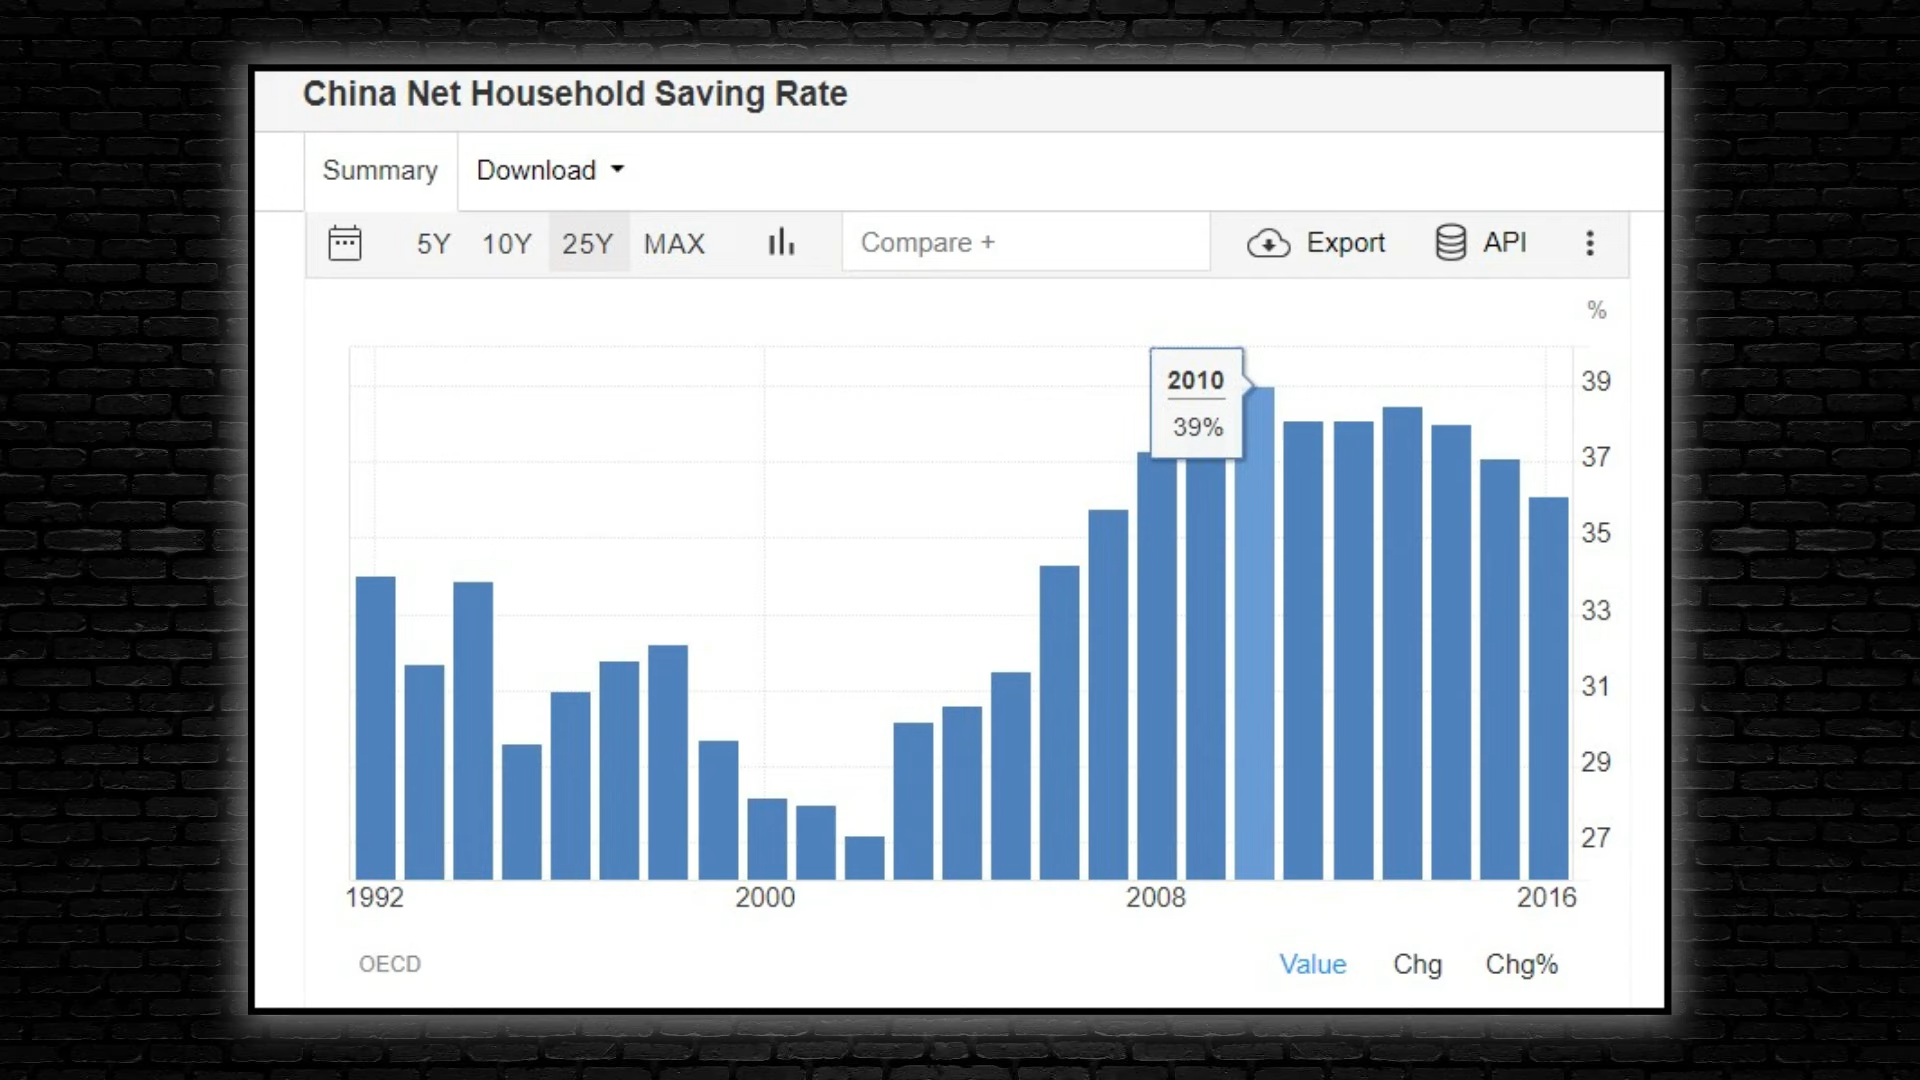 China Net Household Saving Rate
Summary Download
5Y 10Y 25Y MAX Compare + Export API
%
2010
39%
39
37
35
33
31
29
27
1992 2000 2008 2016
OECD Value Chg Chg%